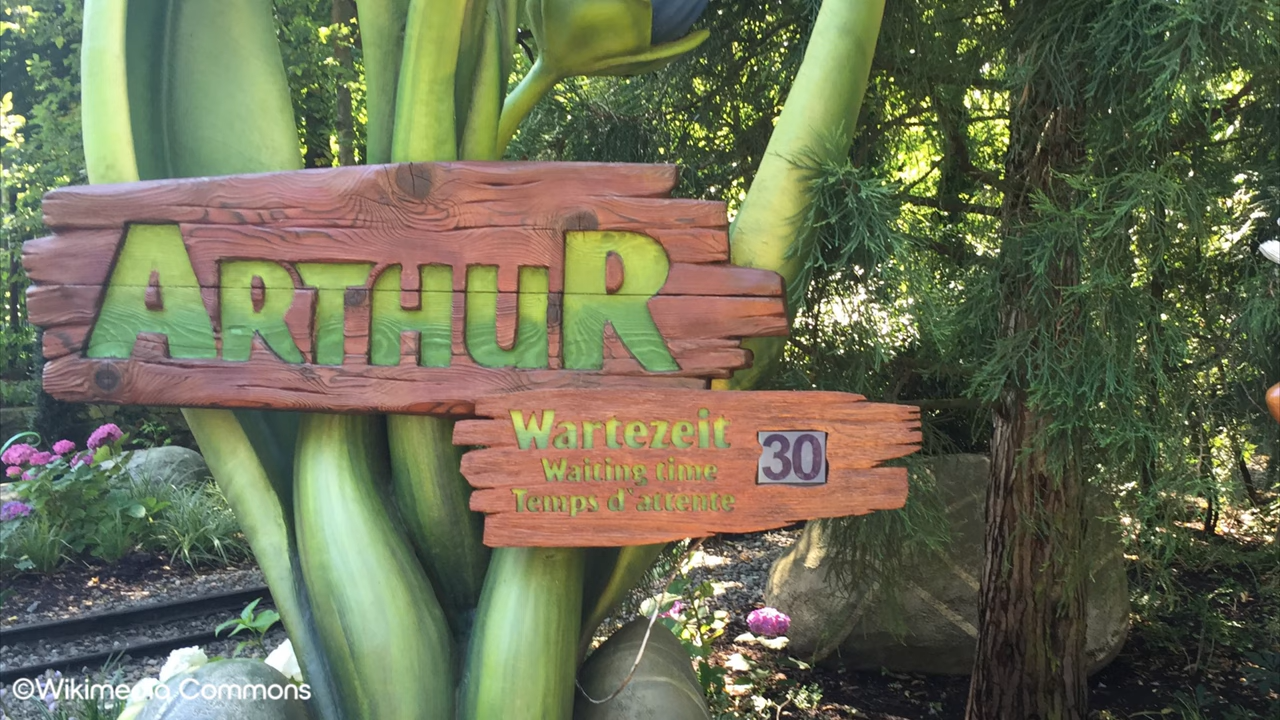 ARTHUR
Wartezeit
30
Waiting time
Temps d'attente
©Wikimedia Commons